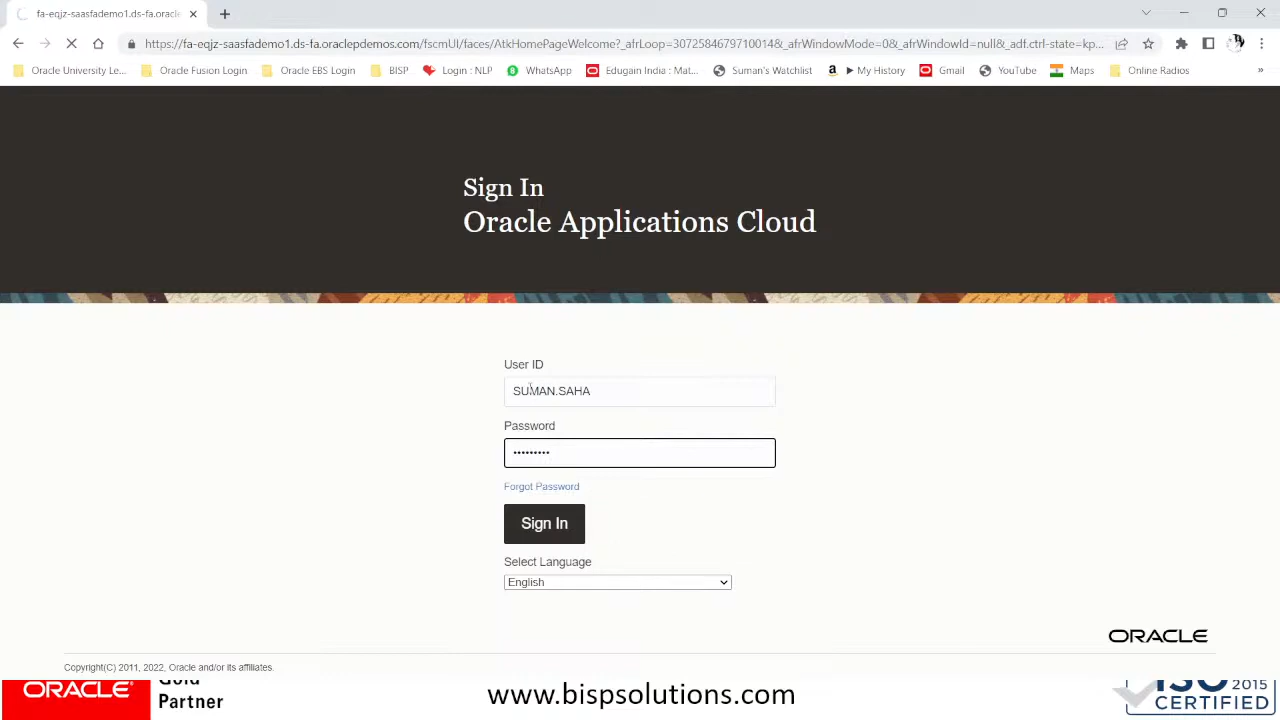 fa-eqjz-saasfademo1.ds-fa.oracle
https://fa-eqjz-saasfademo1.ds-fa.oraclepdemos.com/fscmUI/faces/AtkHomePageWelcome?_afrLoop=3072584679710014&_afrWindowMode=0&_afrWindowId=null&_adf.ctrl-state=kp...
Oracle University Le... Oracle Fusion Login Oracle EBS Login BISP Login : NLP WhatsApp Edugain India : Mat... Suman's Watchlist My History Gmail YouTube Maps Online Radios »
Sign In
Oracle Applications Cloud
User ID
SUMAN.SAHA
Password
•••••••••
Forgot Password
Sign In
Select Language
English
ORACLE
Copyright(C) 2011, 2022, Oracle and/or its affiliates.
ORACLE® Gold
Partner
www.bispsolutions.com
ISO 2015
CERTIFIED